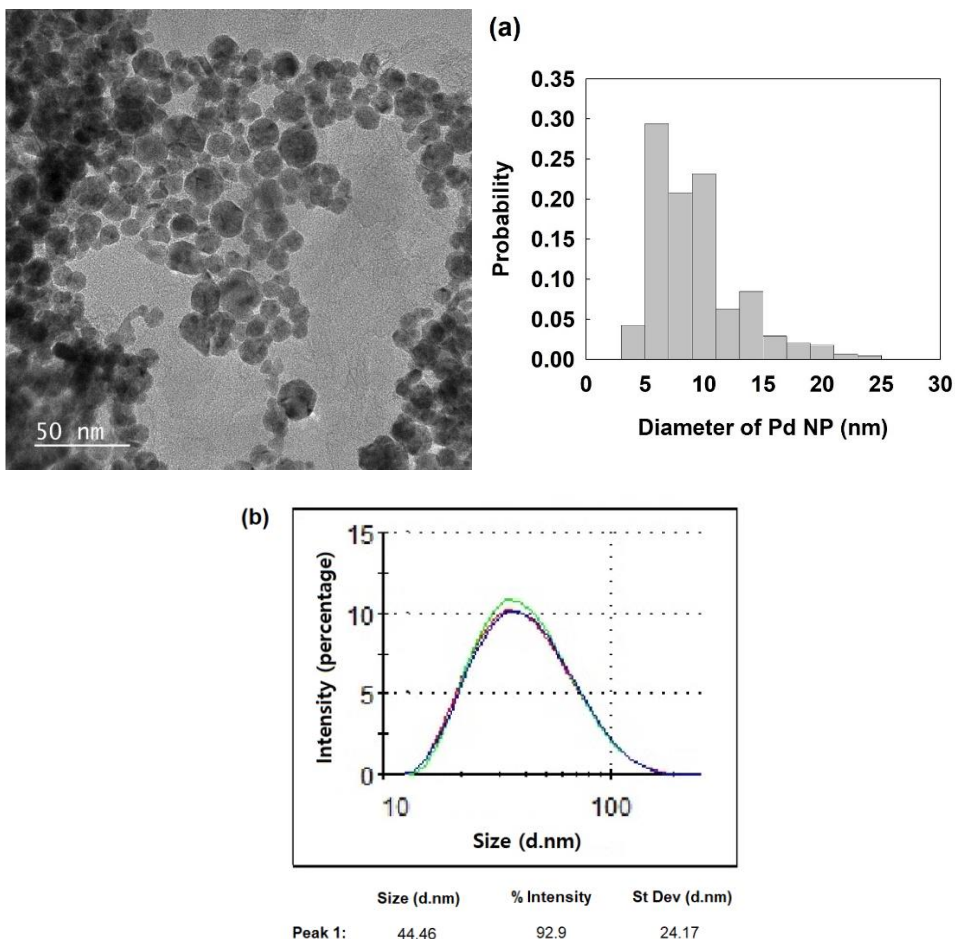 50 nm
(a)
0.35
0.30
0.25
0.20
0.15
0.10
0.05
0.00
Probability
0 5 10 15 20 25 30
Diameter of Pd NP (nm)
(b)
15
10
5
0
Intensity (percentage)
10 100
Size (d.nm)
Size (d.nm) % Intensity St Dev (d.nm)
Peak 1: 44.46 92.9 24.17